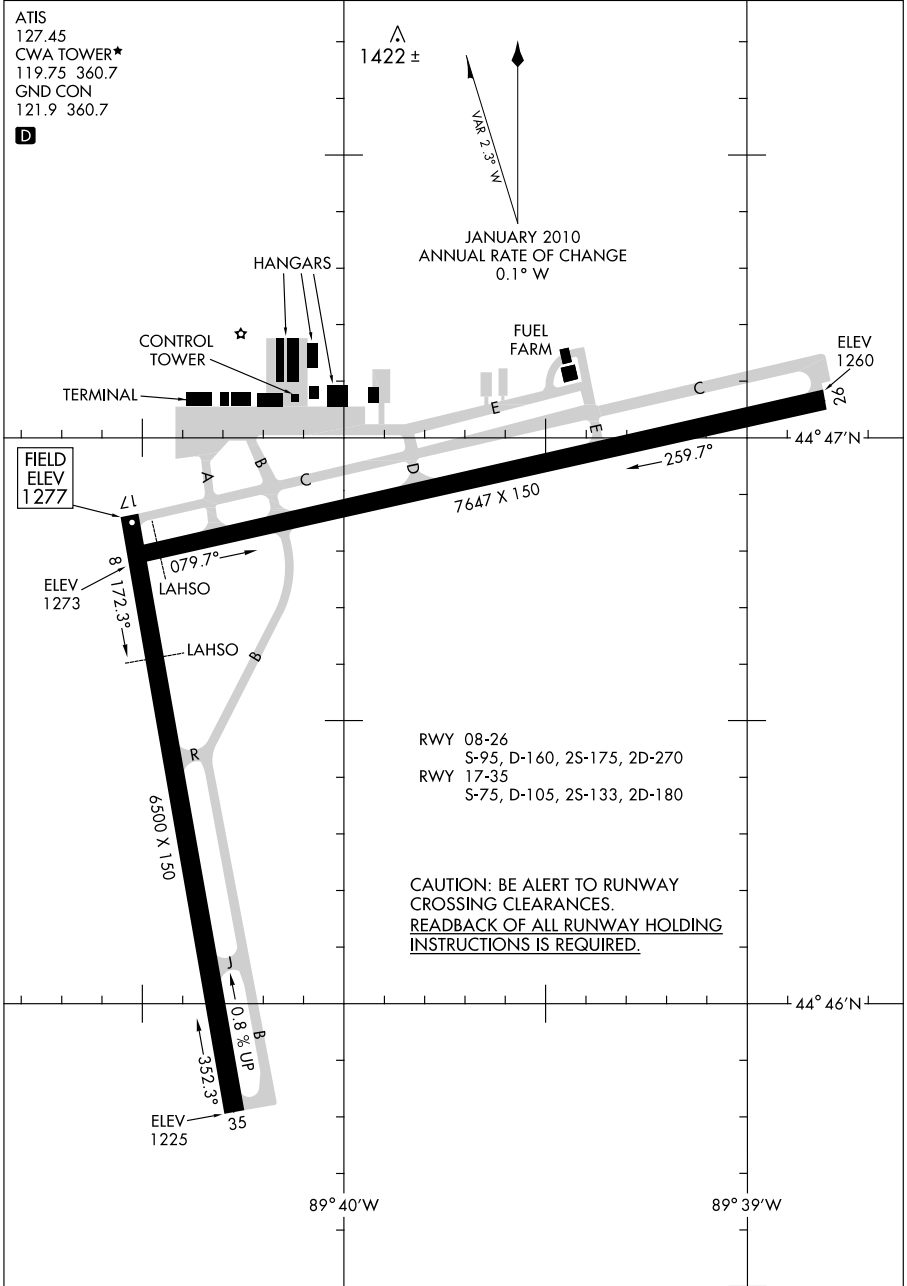 ATIS
127.45
CWA TOWER★
119.75 360.7
GND CON
121.9 360.7
D
1422 ±
VAR 2.3° W
JANUARY 2010
ANNUAL RATE OF CHANGE
0.1° W
HANGARS
CONTROL
TOWER
TERMINAL
FUEL
FARM
ELEV
1260
C
E
26
E
44° 47'N
B
A
C
D
259.7°
7647 X 150
FIELD
ELEV
1277
17
079.7°
8
LAHSO
ELEV
1273
172.3°
LAHSO
B
R
RWY 08-26
S-95, D-160, 2S-175, 2D-270
RWY 17-35
S-75, D-105, 2S-133, 2D-180
6500 X 150
CAUTION: BE ALERT TO RUNWAY
CROSSING CLEARANCES.
READBACK OF ALL RUNWAY HOLDING
INSTRUCTIONS IS REQUIRED.
J
44° 46'N
0.8 % UP
B
352.3°
ELEV
1225
35
89° 40'W
89° 39'W